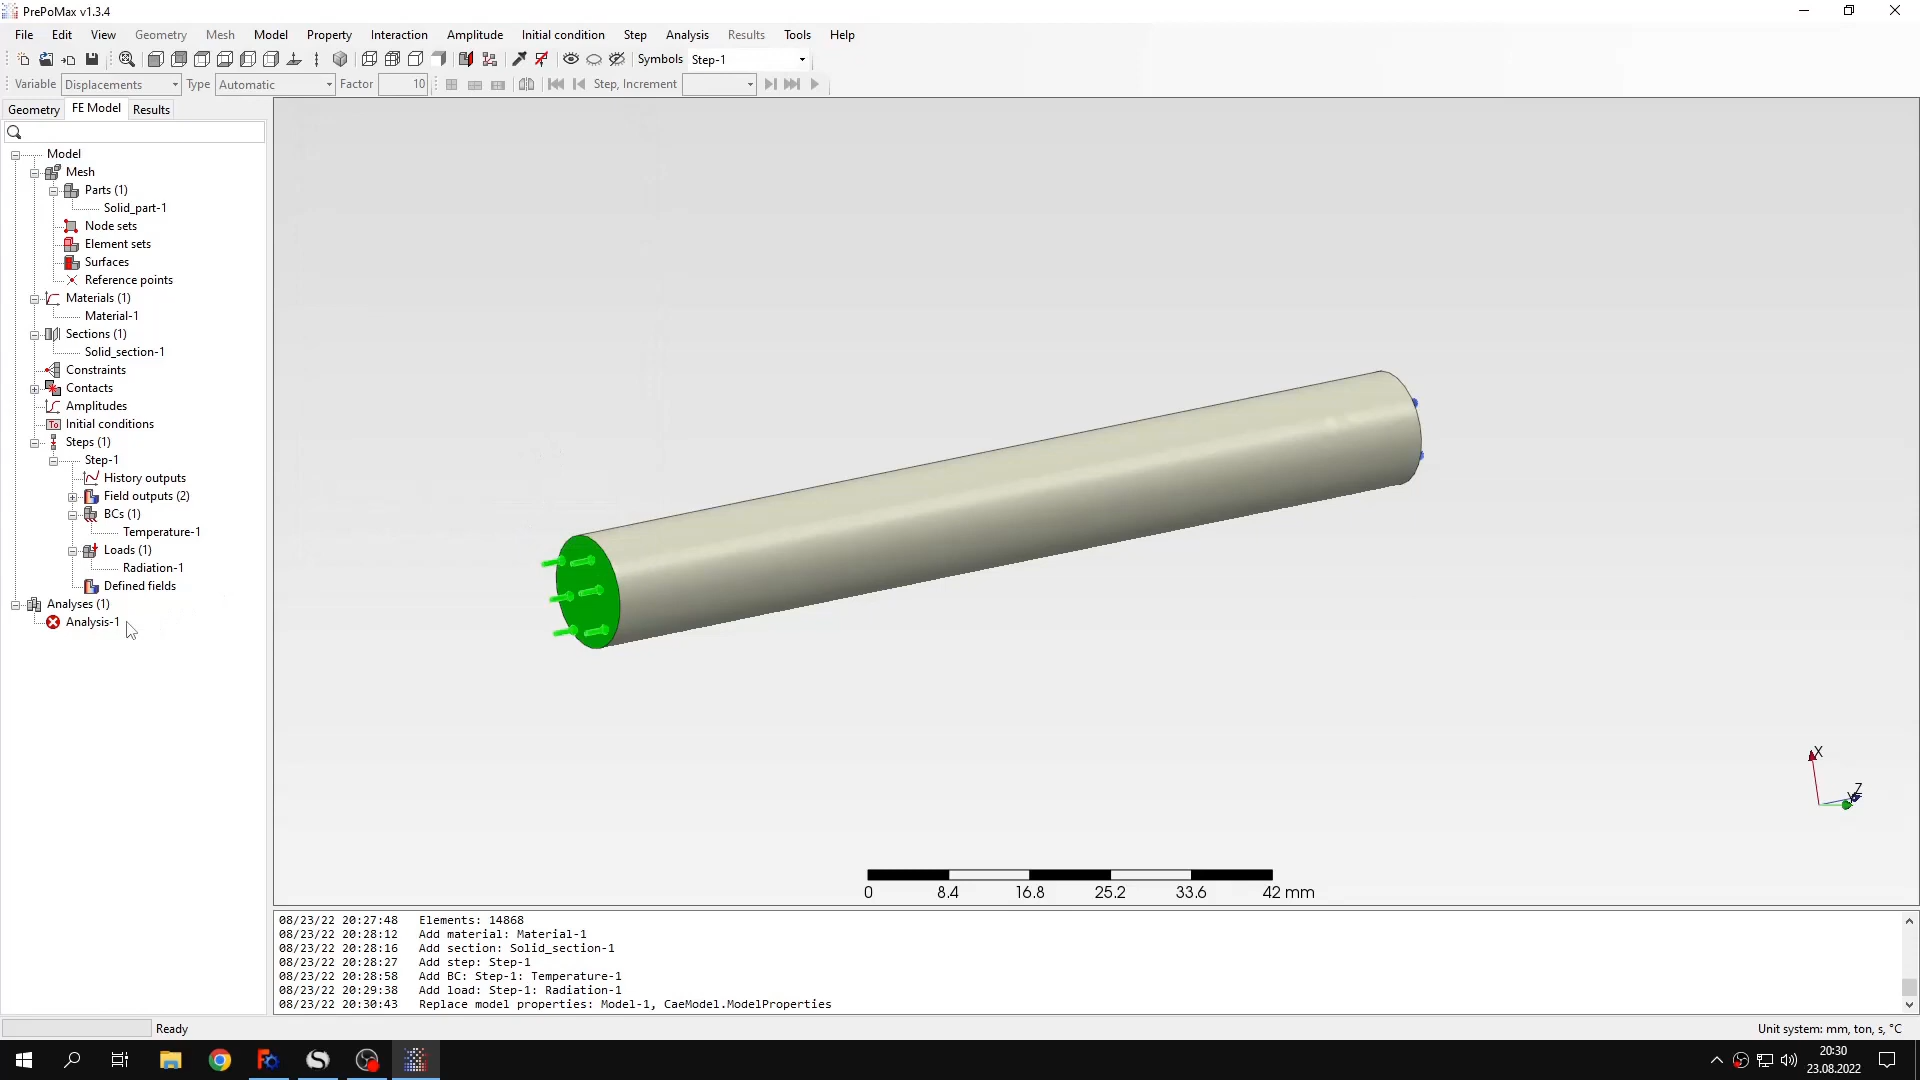 PrePoMax v1.3.4
File Edit View Geometry Mesh Model Property Interaction Amplitude Initial condition Step Analysis Results Tools Help
Symbols Step-1
Variable Displacements Type Automatic Factor 10 Step, Increment
Geometry FE Model Results
Model
Mesh
Parts (1)
Solid_part-1
Node sets
Element sets
Surfaces
Reference points
Materials (1)
Material-1
Sections (1)
Solid_section-1
Constraints
Contacts
Amplitudes
Initial conditions
Steps (1)
Step-1
History outputs
Field outputs (2)
BCs (1)
Temperature-1
Loads (1)
Radiation-1
Defined fields
Analyses (1)
Analysis-1
X
Z
Y
0 8.4 16.8 25.2 33.6 42 mm
08/23/22 20:27:48 Elements: 14868
08/23/22 20:28:12 Add material: Material-1
08/23/22 20:28:16 Add section: Solid_section-1
08/23/22 20:28:27 Add step: Step-1
08/23/22 20:28:58 Add BC: Step-1: Temperature-1
08/23/22 20:29:38 Add load: Step-1: Radiation-1
08/23/22 20:30:43 Replace model properties: Model-1, CaeModel.ModelProperties
Ready
Unit system: mm, ton, s, °C
20:30
23.08.2022